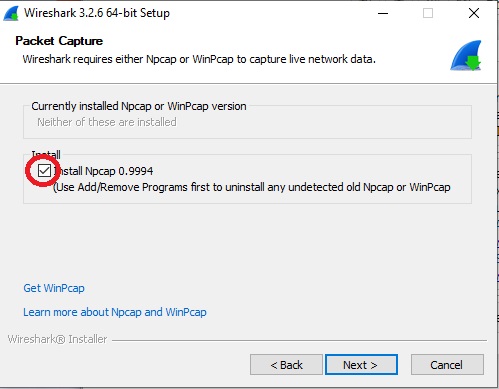 Wireshark 3.2.6 64-bit Setup
Packet Capture
Wireshark requires either Npcap or WinPcap to capture live network data.
Currently installed Npcap or WinPcap version
Neither of these are installed
Install
Install Npcap 0.9994
(Use Add/Remove Programs first to uninstall any undetected old Npcap or WinPcap
Get WinPcap
Learn more about Npcap and WinPcap
Wireshark® Installer
< Back
Next >
Cancel